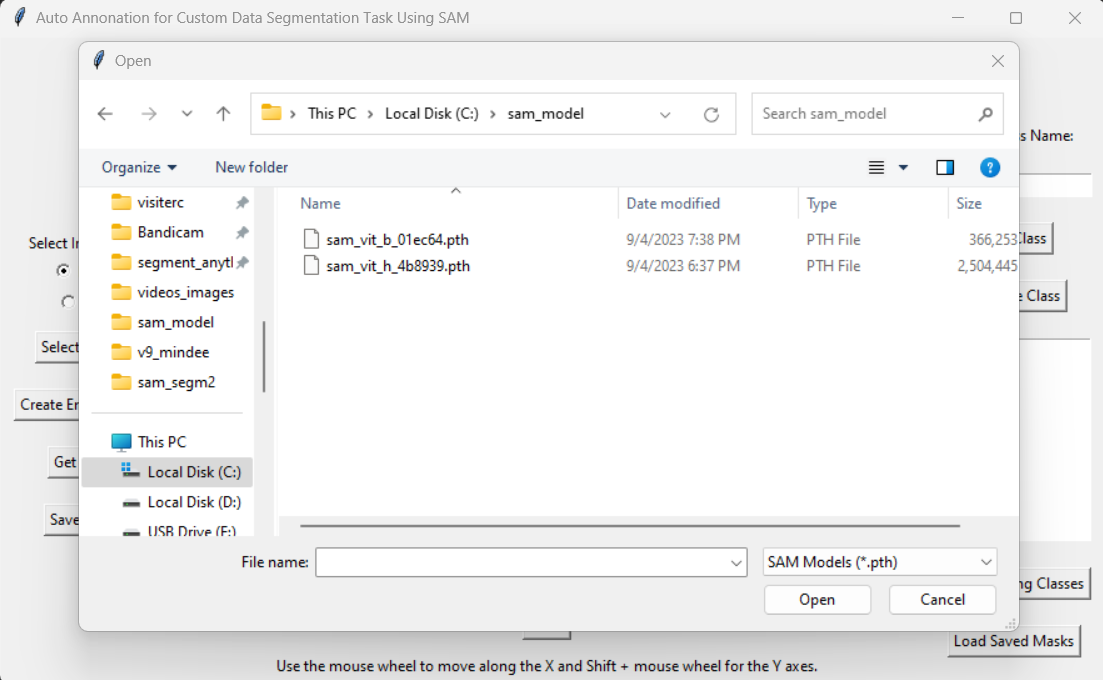 Auto Annonation for Custom Data Segmentation Task Using SAM
Open
This PC
Local Disk (C:)
sam_model
Search sam_model
Organize
New folder
Name
Date modified
Type
Size
sam_vit_b_01ec64.pth
9/4/2023 7:38 PM
PTH File
366,253
sam_vit_h_4b8939.pth
9/4/2023 6:37 PM
PTH File
2,504,445
visiterc
Bandicam
segment_anytl
videos_images
sam_model
v9_mindee
sam_segm2
This PC
Local Disk (C:)
Local Disk (D:)
USB Drive (F:)
File name:
SAM Models (*.pth)
Open
Cancel
Select
Select
Create
Get
Save
s Name:
Class
e Class
ng Classes
Load Saved Masks
Use the mouse wheel to move along the X and Shift + mouse wheel for the Y axes.